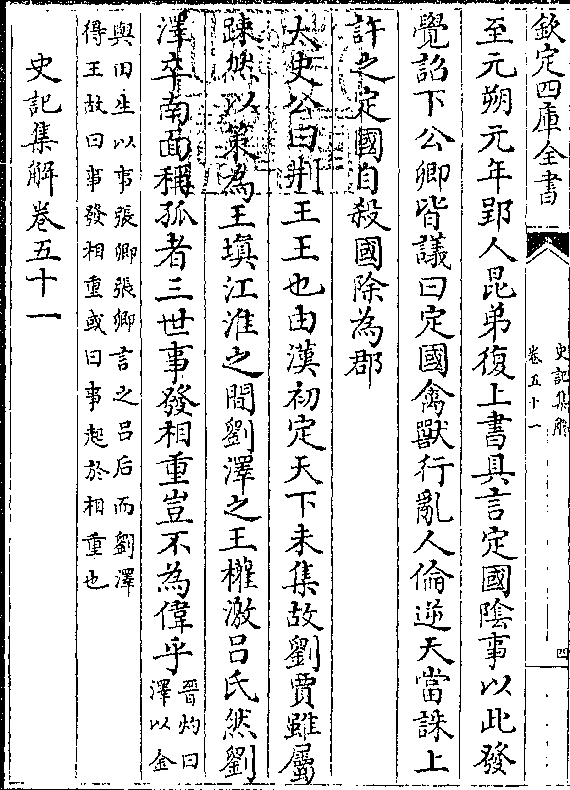 欽定四庫全書
史記集解
卷五十一
四
至元朔元年郢人昆弟復上書具言定國陰事以此發
覺詔下公卿皆議曰定國禽獸行亂人倫逆天當誅上
許之定國自殺國除為郡
太史公曰荆王王也由漢初定天下未集故劉賈雖屬
踈然以策為王填江淮之間劉澤之王權激吕氏然劉
澤卒南面稱孤者三世事發相重豈不為偉乎
晉灼曰
澤以金
與田生以事張卿張卿言之吕后而劉澤
得王故曰事發相重或曰事起於相重也
史記集解卷五十一